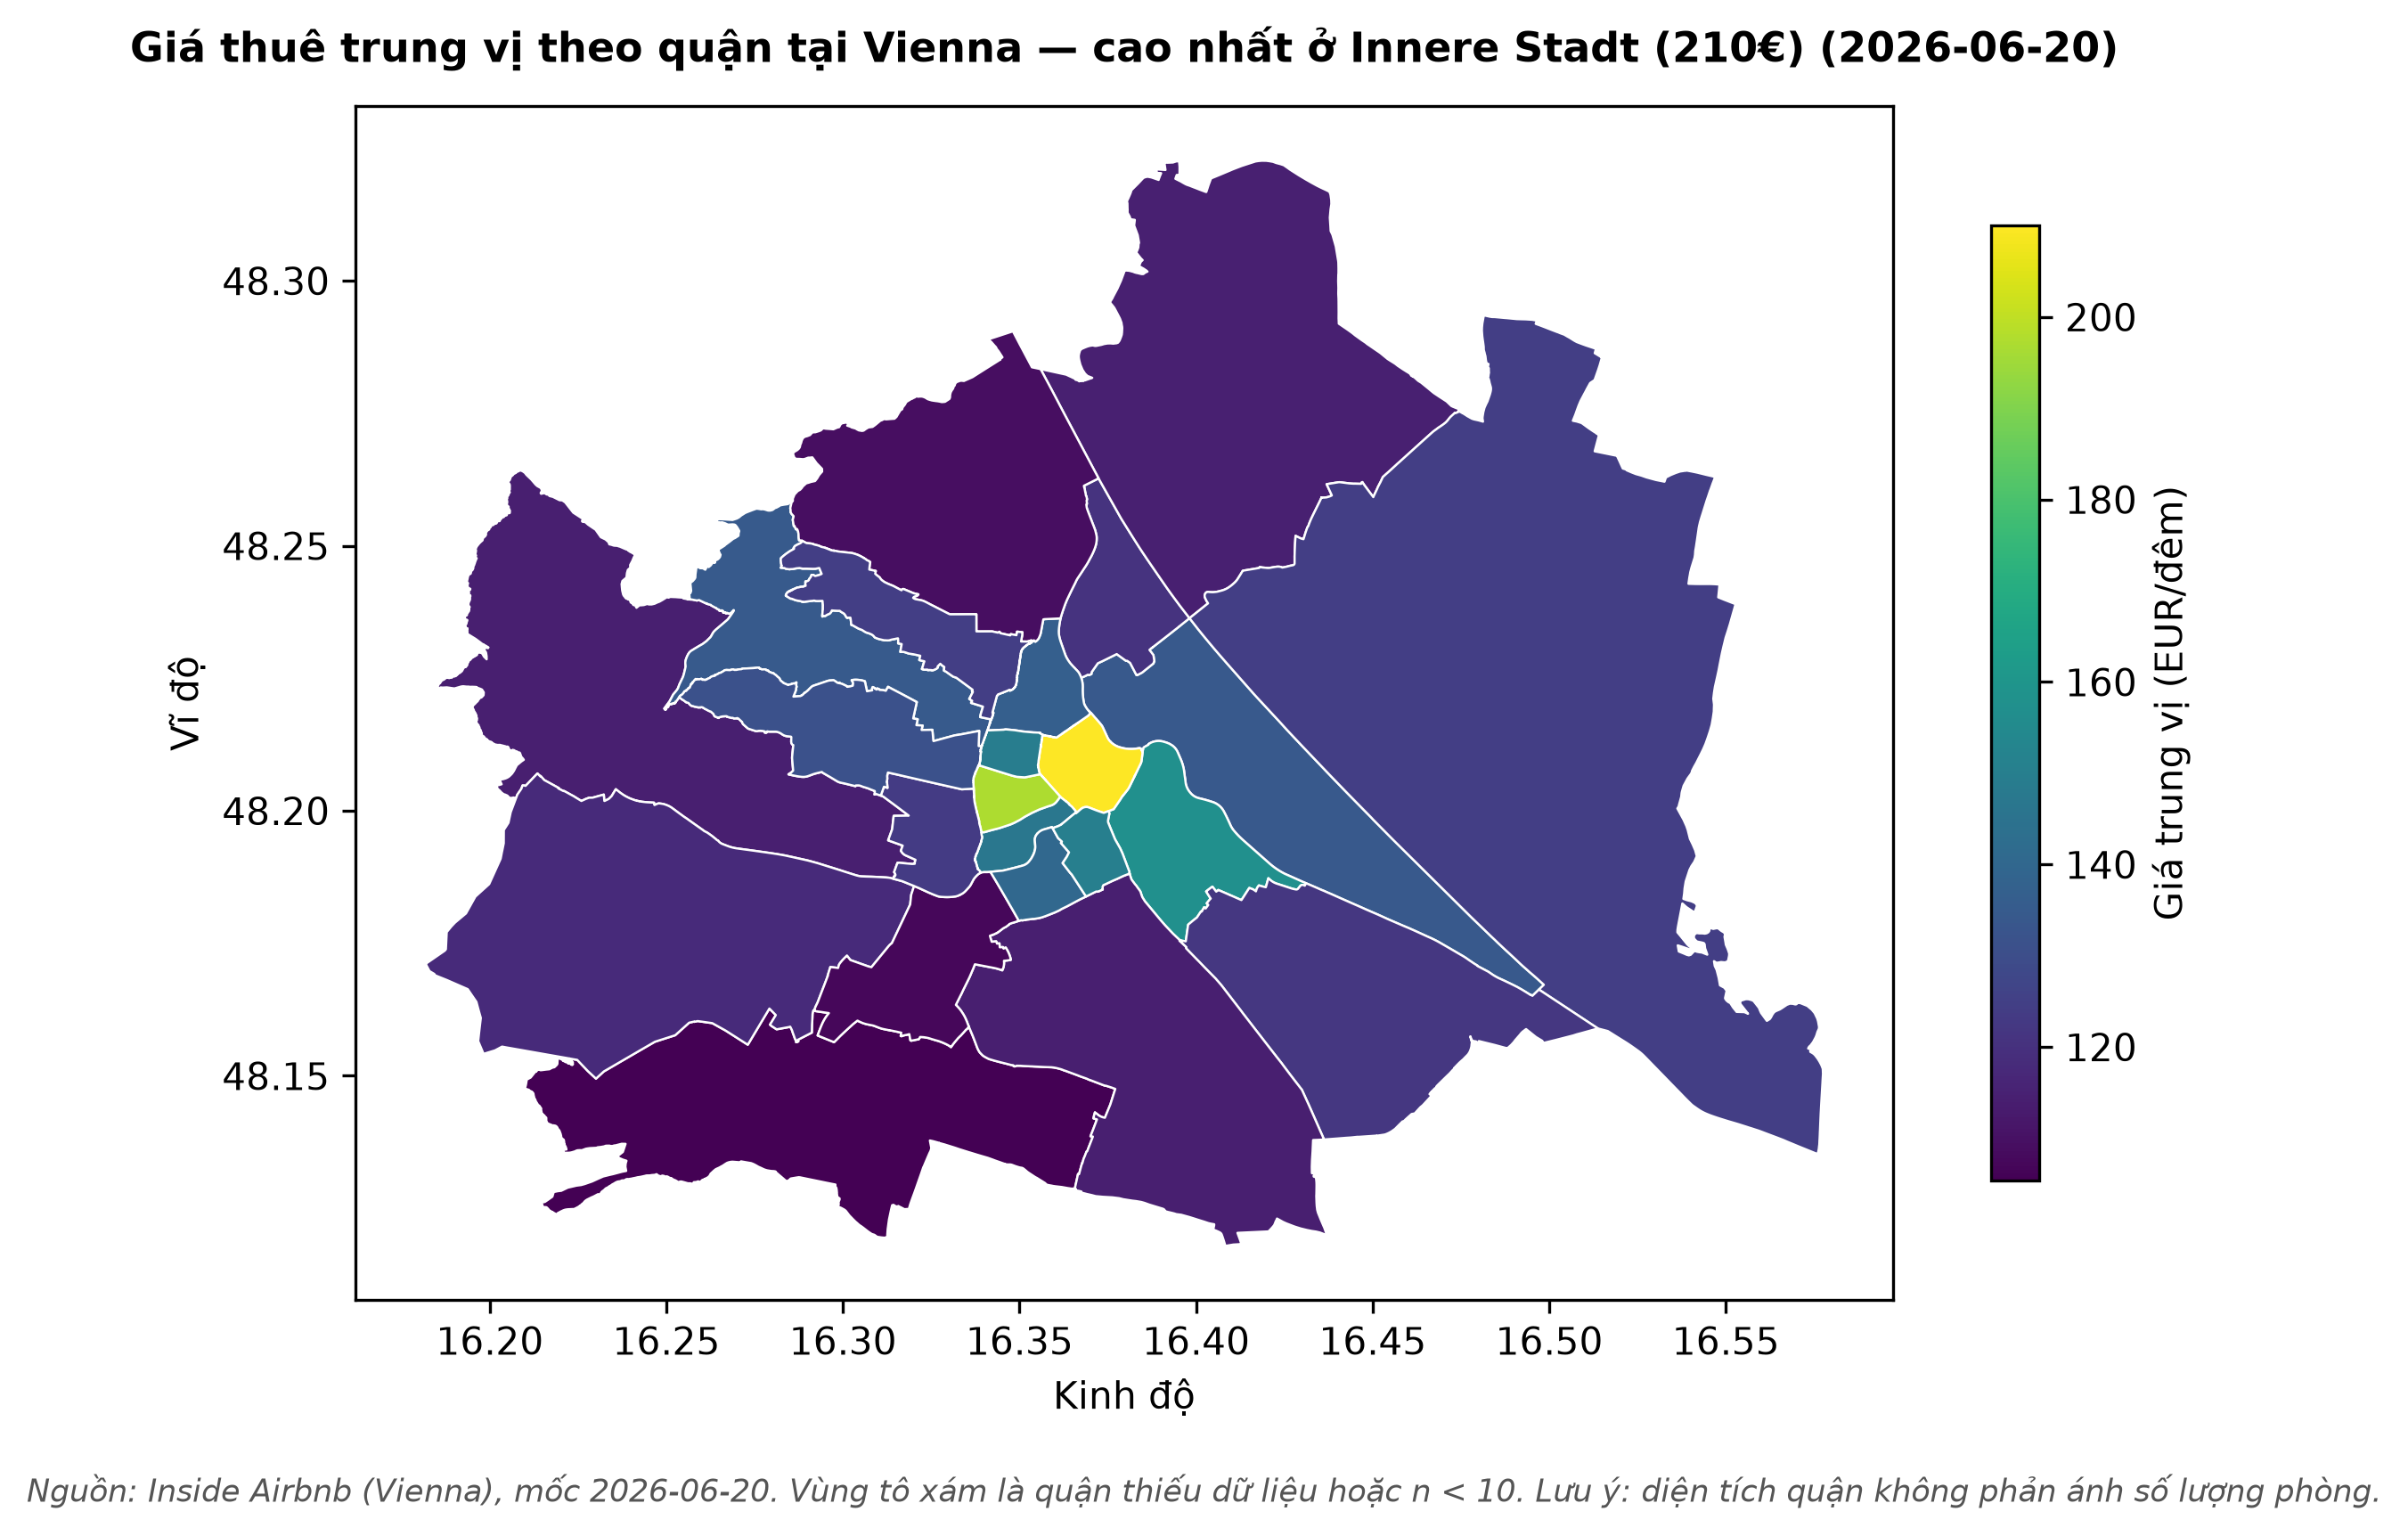 Giá thuê trung vị theo quận tại Vienna — cao nhất ở Innere Stadt (210€) (2026-06-20)
48.30
48.25
48.20
48.15
Vĩ độ
16.20 16.25 16.30 16.35 16.40 16.45 16.50 16.55
Kinh độ
200
180
160
140
120
Giá trung vị (EUR/đêm)
Nguồn: Inside Airbnb (Vienna), mốc 2026-06-20. Vùng tô xám là quận thiếu dữ liệu hoặc n < 10. Lưu ý: diện tích quận không phản ánh số lượng phòng.